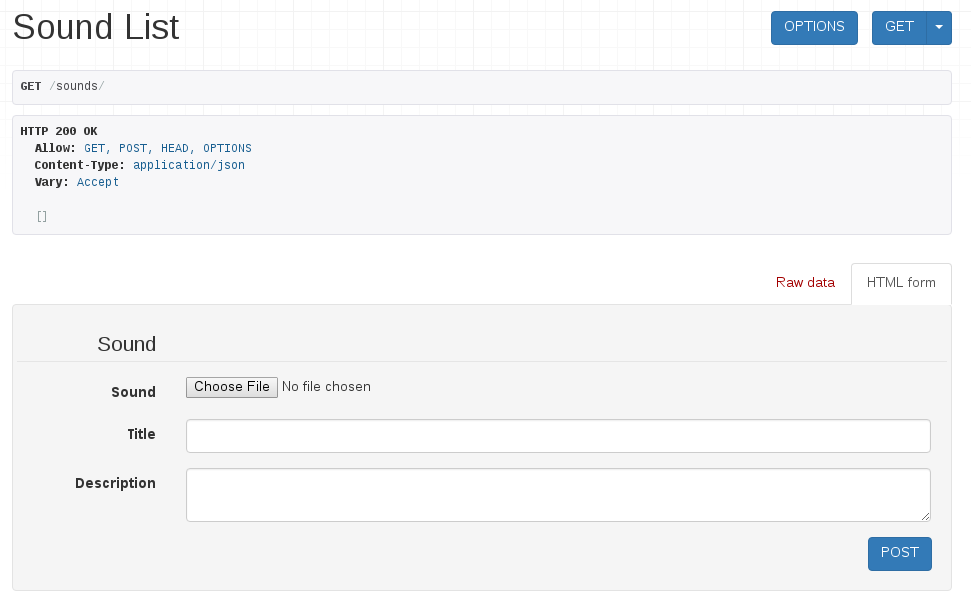 Sound List
OPTIONS
GET
GET /sounds/
HTTP 200 OK
Allow: GET, POST, HEAD, OPTIONS
Content-Type: application/json
Vary: Accept
[]
Raw data
HTML form
Sound
Sound
Choose File No file chosen
Title
Description
POST